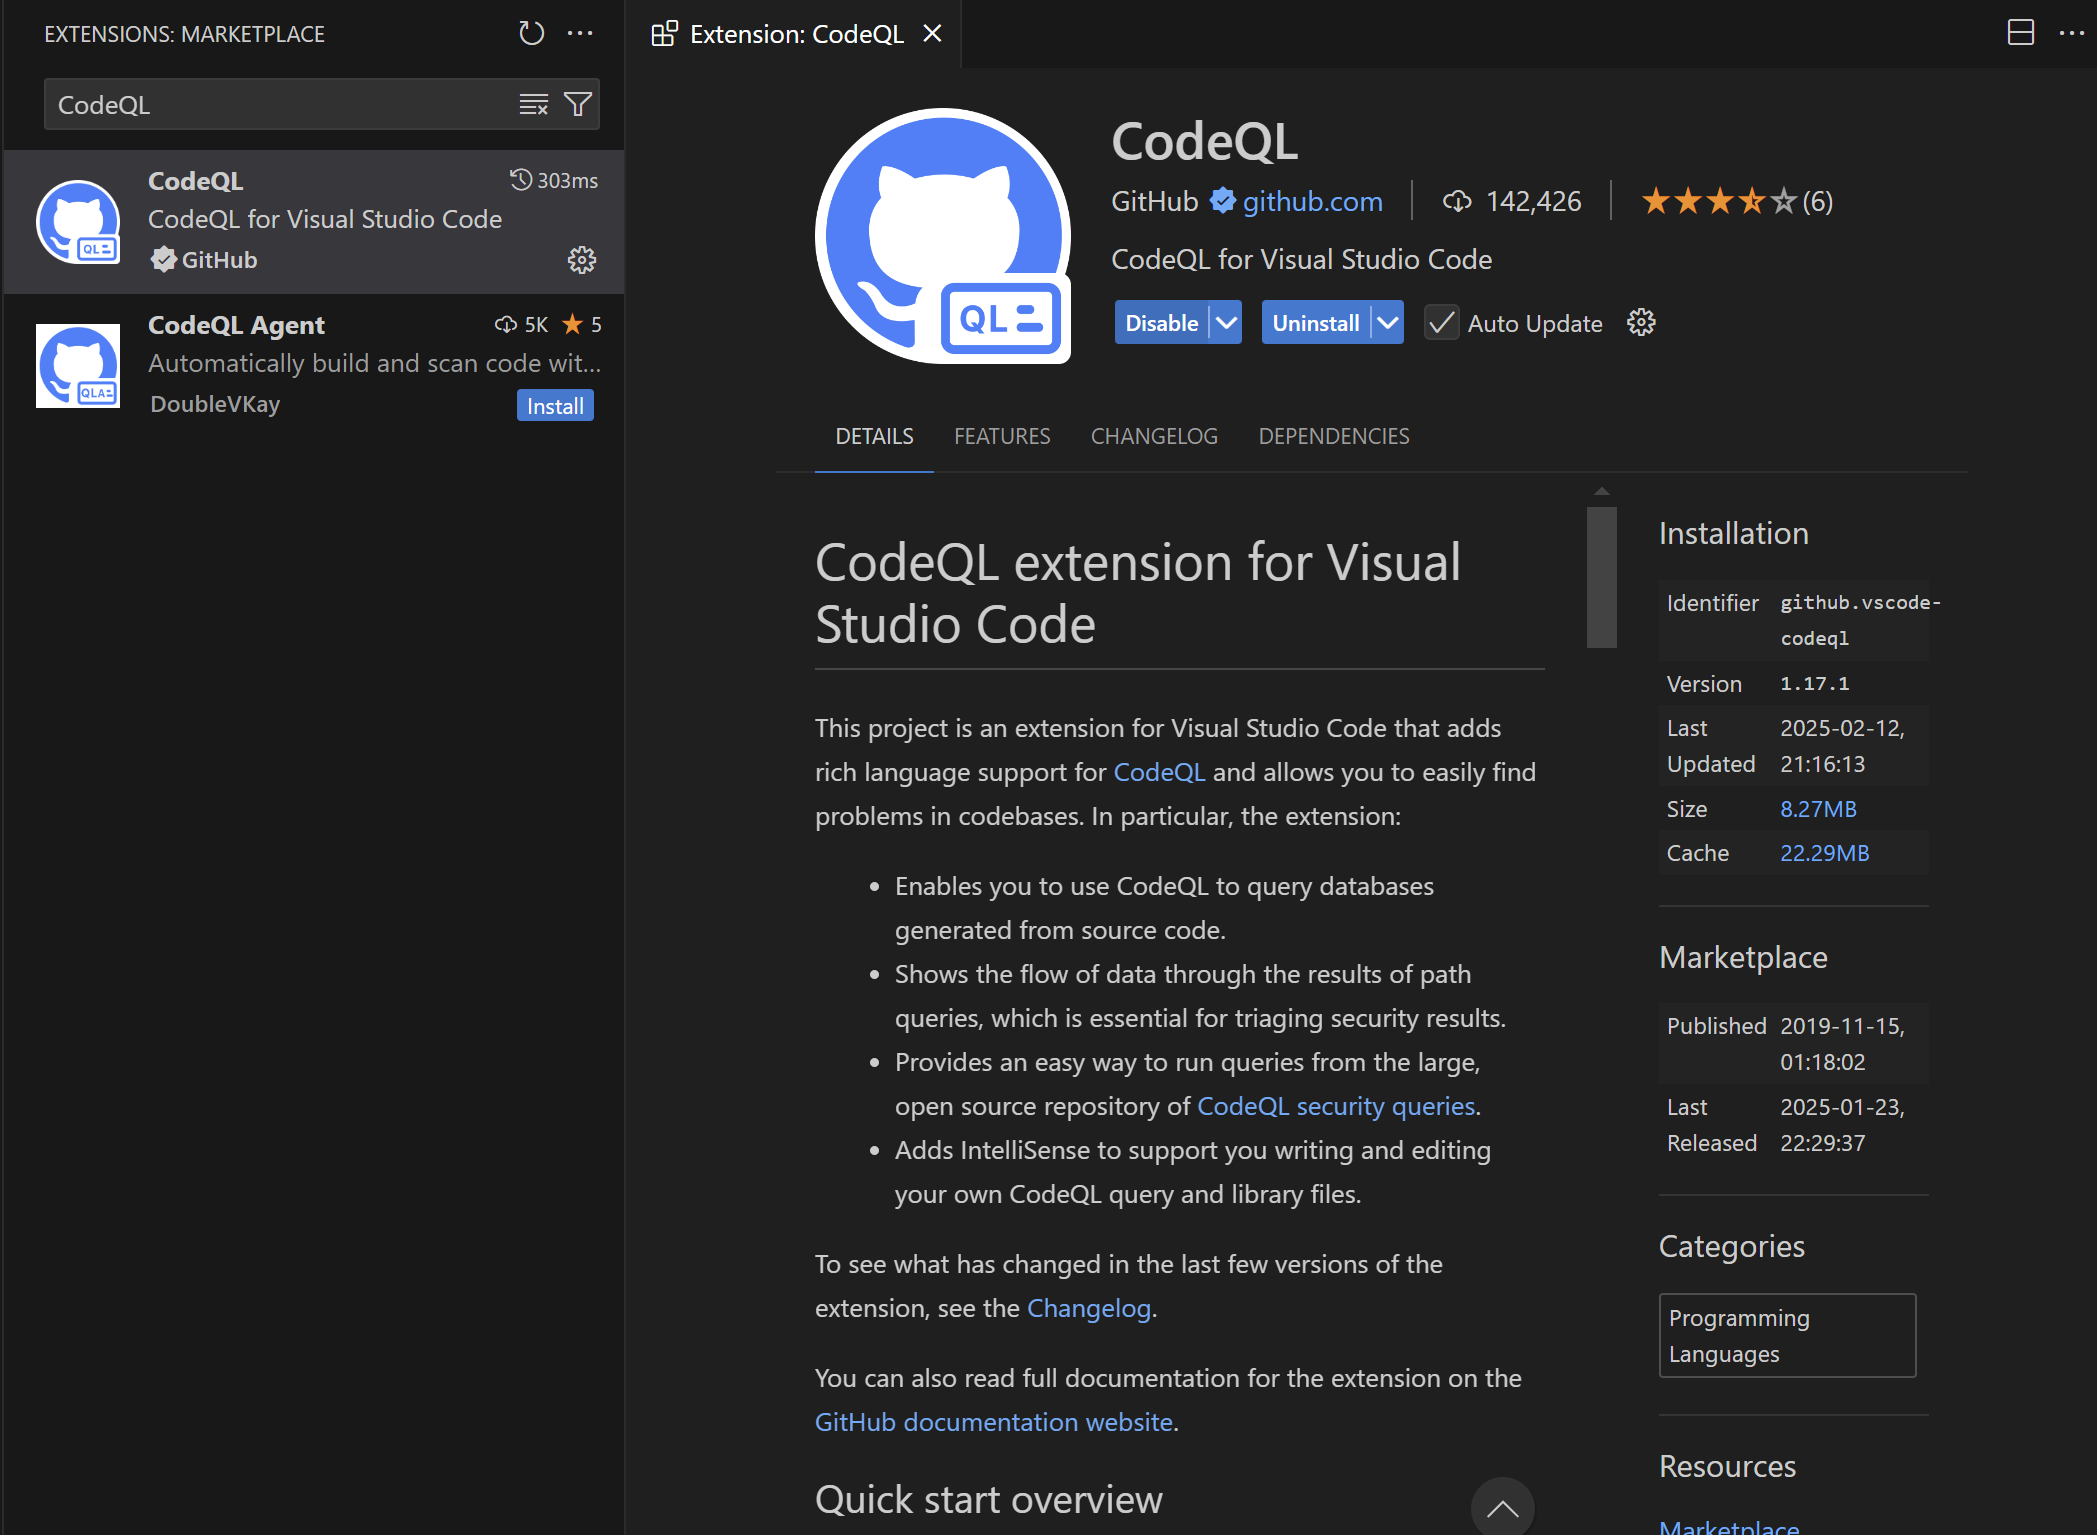 EXTENSIONS: MARKETPLACE
CodeQL
CodeQL
303ms
CodeQL for Visual Studio Code
GitHub
CodeQL Agent
5K
5
Automatically build and scan code wit...
DoubleVKay
Install
Extension: CodeQL
CodeQL
GitHub github.com 142,426 (6)
CodeQL for Visual Studio Code
QL
Disable Uninstall Auto Update
DETAILS FEATURES CHANGELOG DEPENDENCIES
CodeQL extension for Visual
Studio Code
This project is an extension for Visual Studio Code that adds
rich language support for CodeQL and allows you to easily find
problems in codebases. In particular, the extension:
• Enables you to use CodeQL to query databases
generated from source code.
• Shows the flow of data through the results of path
queries, which is essential for triaging security results.
• Provides an easy way to run queries from the large,
open source repository of CodeQL security queries.
• Adds IntelliSense to support you writing and editing
your own CodeQL query and library files.
To see what has changed in the last few versions of the
extension, see the Changelog.
You can also read full documentation for the extension on the
GitHub documentation website.
Quick start overview
Installation
Identifier github.vscode-
codeql
Version 1.17.1
Last 2025-02-12,
Updated 21:16:13
Size 8.27MB
Cache 22.29MB
Marketplace
Published 2019-11-15,
01:18:02
Last 2025-01-23,
Released 22:29:37
Categories
Programming
Languages
Resources
Marketplace
QL
QLA